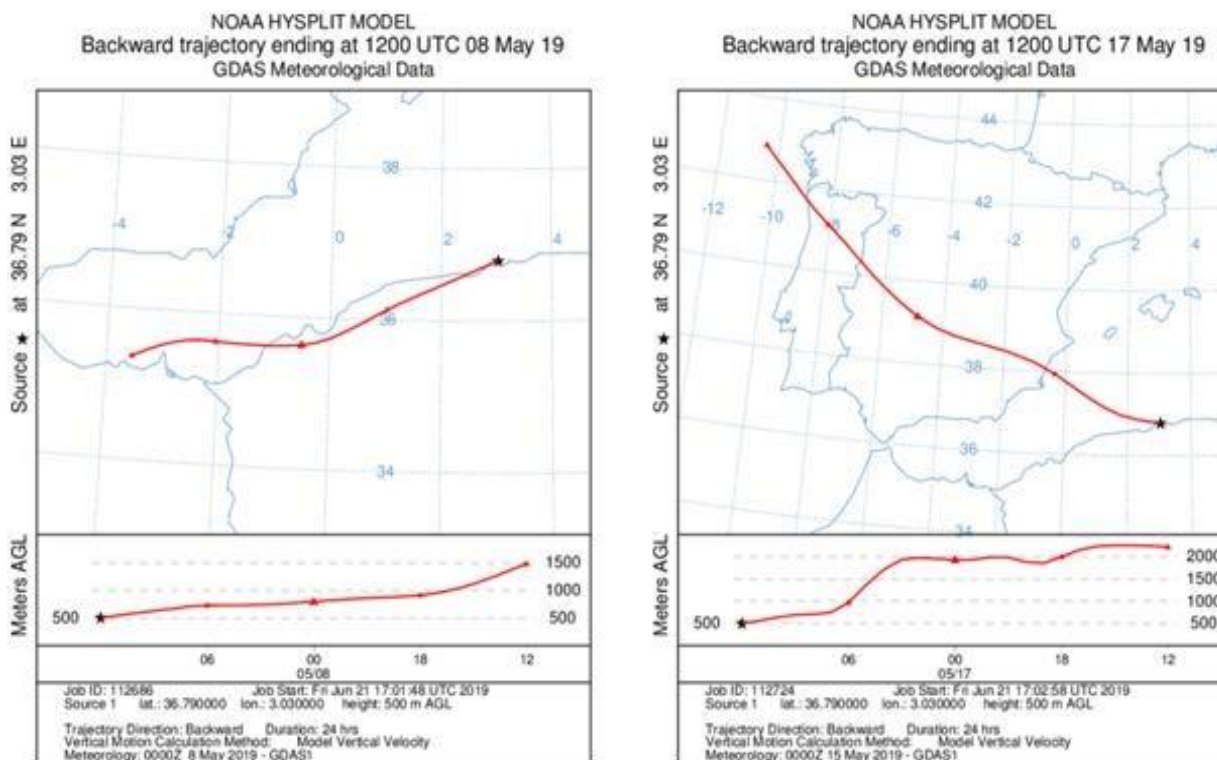 NOAA HYSPLIT MODEL
Backward trajectory ending at 1200 UTC 08 May 19
GDAS Meteorological Data
Source ★ at 36.79 N 3.03 E
38
-4
-2
0
2
4
36
34
Meters AGL
1500
1000
500
500
06
00
18
12
05/08
Job ID: 112686 Job Start: Fri Jun 21 17:01:48 UTC 2019
Source 1 lat.: 36.790000 lon.: 3.030000 height: 500 m AGL
Trajectory Direction: Backward Duration: 24 hrs
Vertical Motion Calculation Method: Model Vertical Velocity
Meteorology: 0000Z 8 May 2019 - GDAS1
NOAA HYSPLIT MODEL
Backward trajectory ending at 1200 UTC 17 May 19
GDAS Meteorological Data
Source ★ at 36.79 N 3.03 E
44
42
-12
-10
-8
-6
-4
-2
0
2
4
40
38
36
34
Meters AGL
2000
1500
1000
500
500
06
00
18
12
05/17
Job ID: 112724 Job Start: Fri Jun 21 17:02:58 UTC 2019
Source 1 lat.: 36.790000 lon.: 3.030000 height: 500 m AGL
Trajectory Direction: Backward Duration: 24 hrs
Vertical Motion Calculation Method: Model Vertical Velocity
Meteorology: 0000Z 15 May 2019 - GDAS1